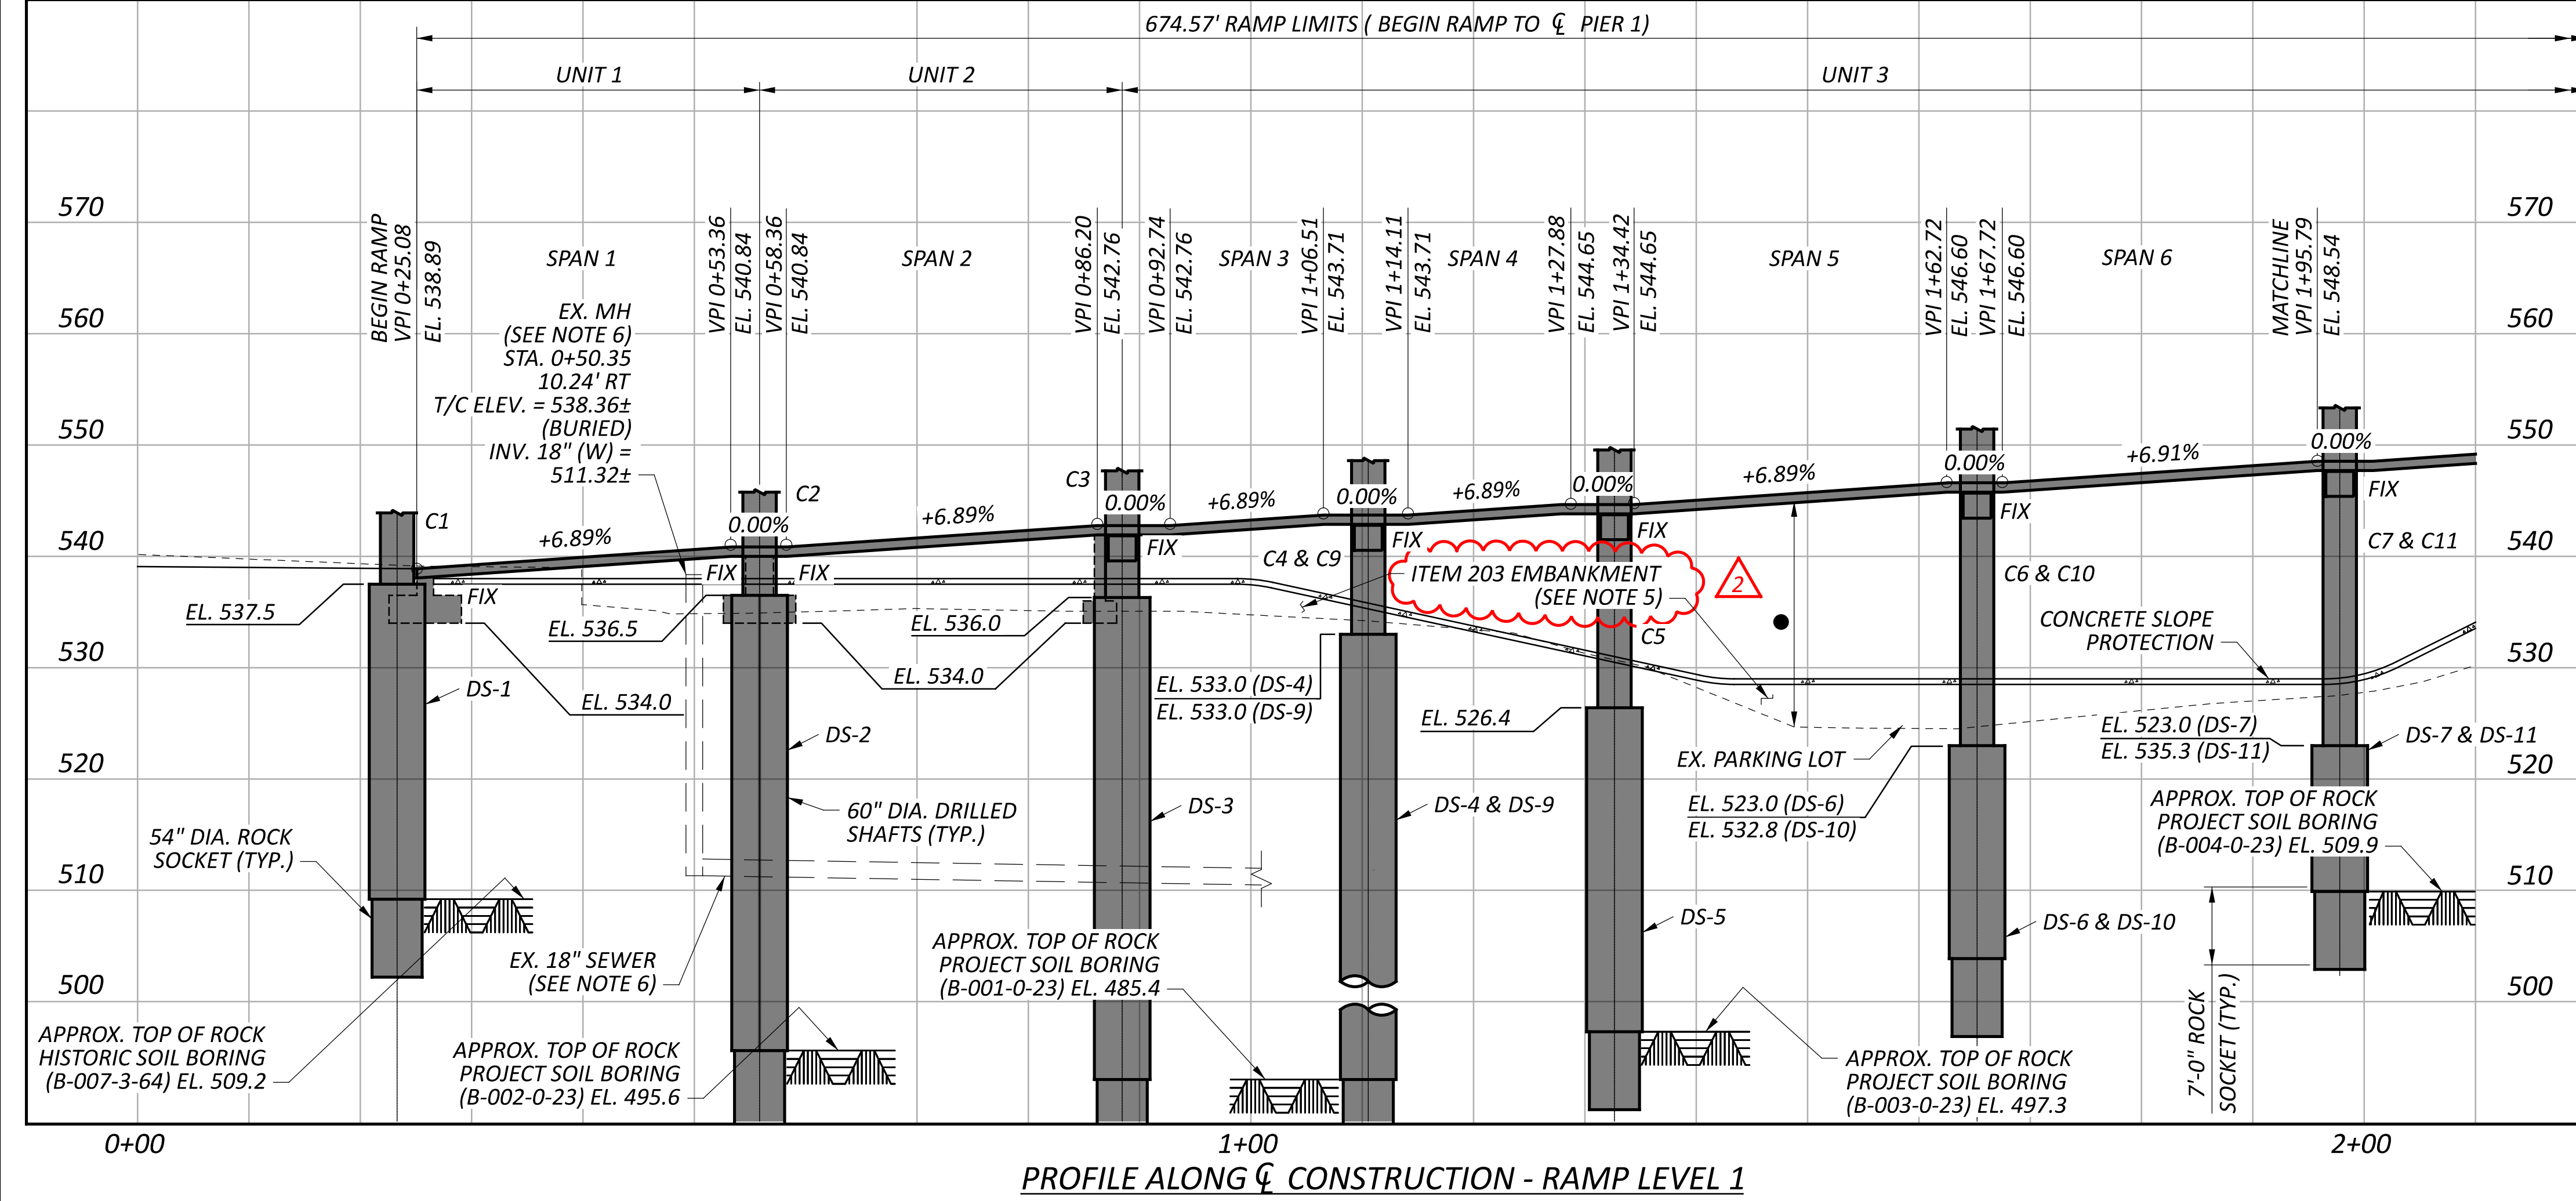 674.57' RAMP LIMITS ( BEGIN RAMP TO ℄ PIER 1)
UNIT 1
UNIT 2
UNIT 3
570
570
560
560
550
550
540
540
530
530
520
520
510
510
500
500
BEGIN RAMP
VPI 0+25.08
EL. 538.89
SPAN 1
VPI 0+53.36
EL. 540.84
VPI 0+58.36
EL. 540.84
SPAN 2
VPI 0+86.20
EL. 542.76
VPI 0+92.74
EL. 542.76
SPAN 3
VPI 1+06.51
EL. 543.71
VPI 1+14.11
EL. 543.71
SPAN 4
VPI 1+27.88
EL. 544.65
VPI 1+34.42
EL. 544.65
SPAN 5
VPI 1+62.72
EL. 546.60
VPI 1+67.72
EL. 546.60
SPAN 6
MATCHLINE
VPI 1+95.79
EL. 548.54
EX. MH
(SEE NOTE 6)
STA. 0+50.35
10.24' RT
T/C ELEV. = 538.36±
(BURIED)
INV. 18" (W) =
511.32±
C1
+6.89%
C2
0.00%
+6.89%
C3
0.00%
+6.89%
0.00%
+6.89%
0.00%
+6.89%
0.00%
+6.91%
0.00%
FIX
FIX
FIX
FIX
FIX
FIX
FIX
FIX
C4 & C9
C5
C6 & C10
C7 & C11
ITEM 203 EMBANKMENT
(SEE NOTE 5)
2
CONCRETE SLOPE
PROTECTION
EL. 537.5
EL. 536.5
EL. 536.0
EL. 534.0
EL. 534.0
EL. 533.0 (DS-4)
EL. 533.0 (DS-9)
EL. 526.4
EX. PARKING LOT
EL. 523.0 (DS-6)
EL. 532.8 (DS-10)
EL. 523.0 (DS-7)
EL. 535.3 (DS-11)
DS-1
DS-2
DS-3
DS-4 & DS-9
DS-5
DS-6 & DS-10
DS-7 & DS-11
60" DIA. DRILLED
SHAFTS (TYP.)
54" DIA. ROCK
SOCKET (TYP.)
EX. 18" SEWER
(SEE NOTE 6)
APPROX. TOP OF ROCK
HISTORIC SOIL BORING
(B-007-3-64) EL. 509.2
APPROX. TOP OF ROCK
PROJECT SOIL BORING
(B-002-0-23) EL. 495.6
APPROX. TOP OF ROCK
PROJECT SOIL BORING
(B-001-0-23) EL. 485.4
APPROX. TOP OF ROCK
PROJECT SOIL BORING
(B-003-0-23) EL. 497.3
APPROX. TOP OF ROCK
PROJECT SOIL BORING
(B-004-0-23) EL. 509.9
7'-0" ROCK
SOCKET (TYP.)
0+00
1+00
2+00
PROFILE ALONG ℄ CONSTRUCTION - RAMP LEVEL 1